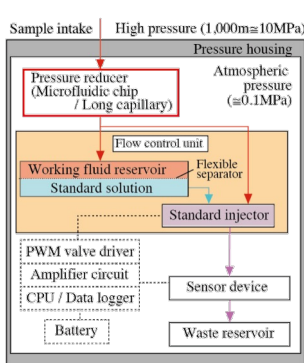 Sample intake
High pressure (1,000m≅10MPa)
Pressure housing
Pressure reducer
(Microfluidic chip
/ Long capillary)
Atmospheric
pressure
(≅0.1MPa)
Flow control unit
Working fluid reservoir
Flexible
separator
Standard solution
Standard injector
PWM valve driver
Amplifier circuit
CPU / Data logger
Battery
Sensor device
Waste reservoir